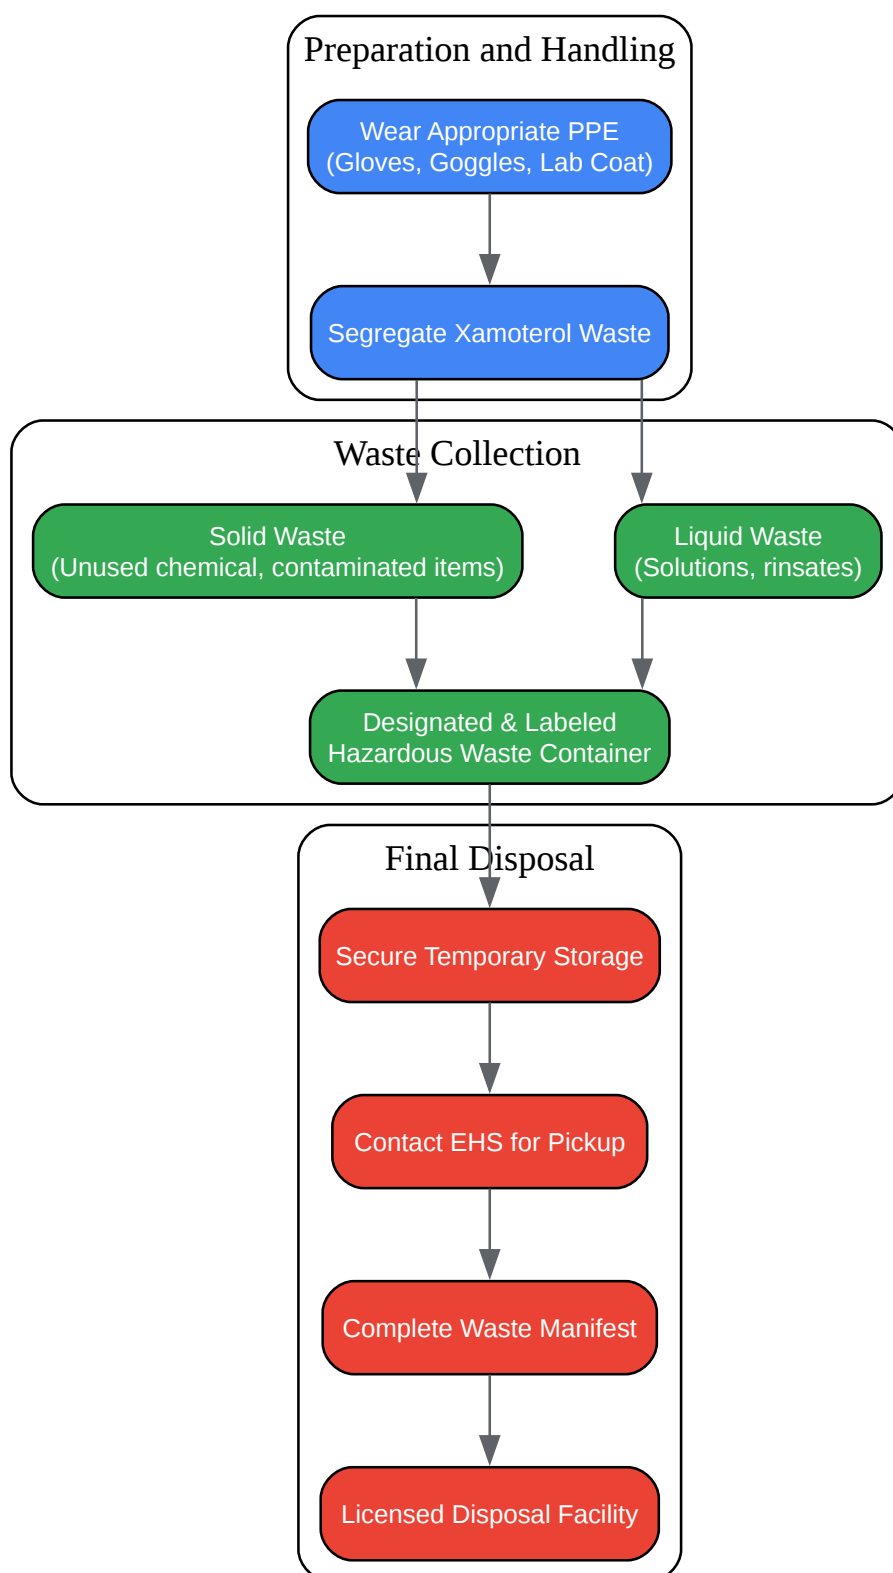 Preparation and Handling
Wear Appropriate PPE
(Gloves, Goggles, Lab Coat)
Segregate Xamoterol Waste
Waste Collection
Solid Waste
(Unused chemical, contaminated items)
Liquid Waste
(Solutions, rinsates)
Designated & Labeled
Hazardous Waste Container
Final Disposal
Secure Temporary Storage
Contact EHS for Pickup
Complete Waste Manifest
Licensed Disposal Facility